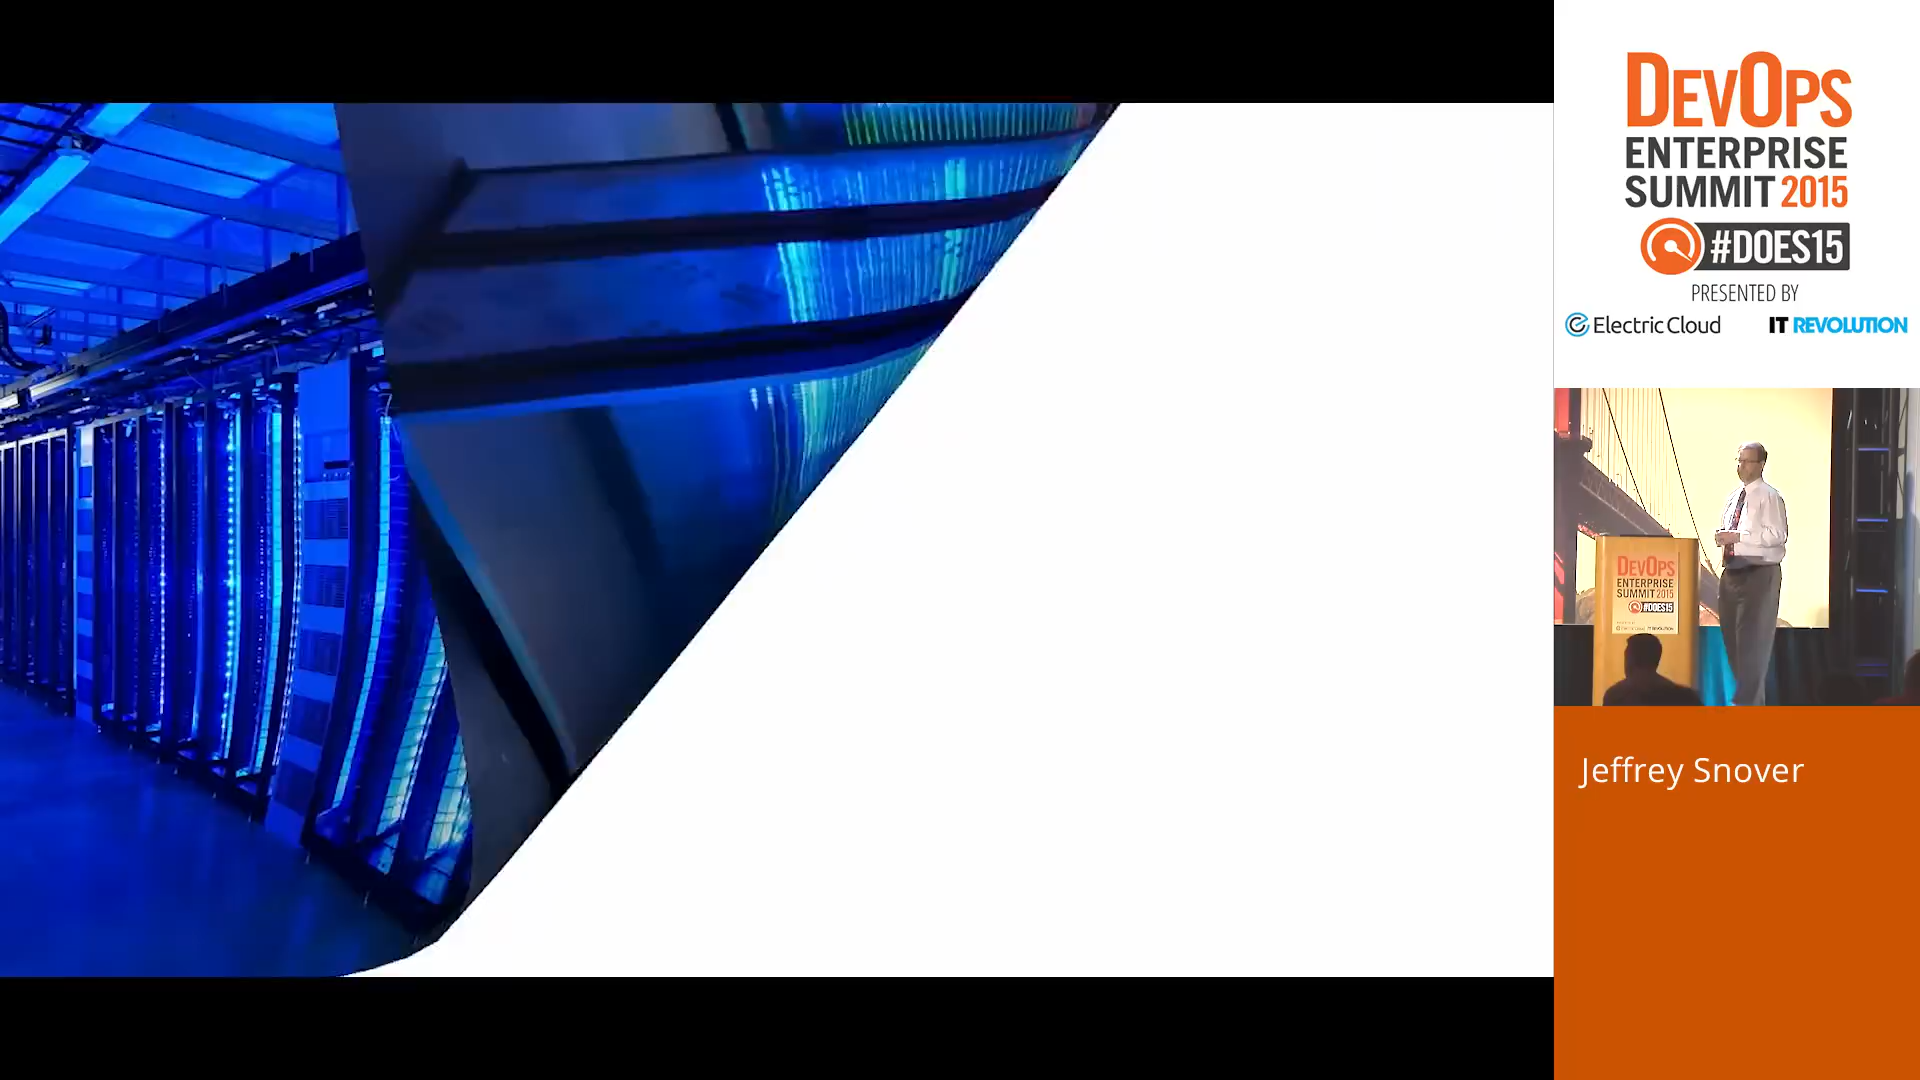 DEVOPS
ENTERPRISE
SUMMIT 2015
#DOES15
PRESENTED BY
Electric Cloud
IT REVOLUTION
DEVOPS
ENTERPRISE
SUMMIT 2015
#DOES15
Jeffrey Snover